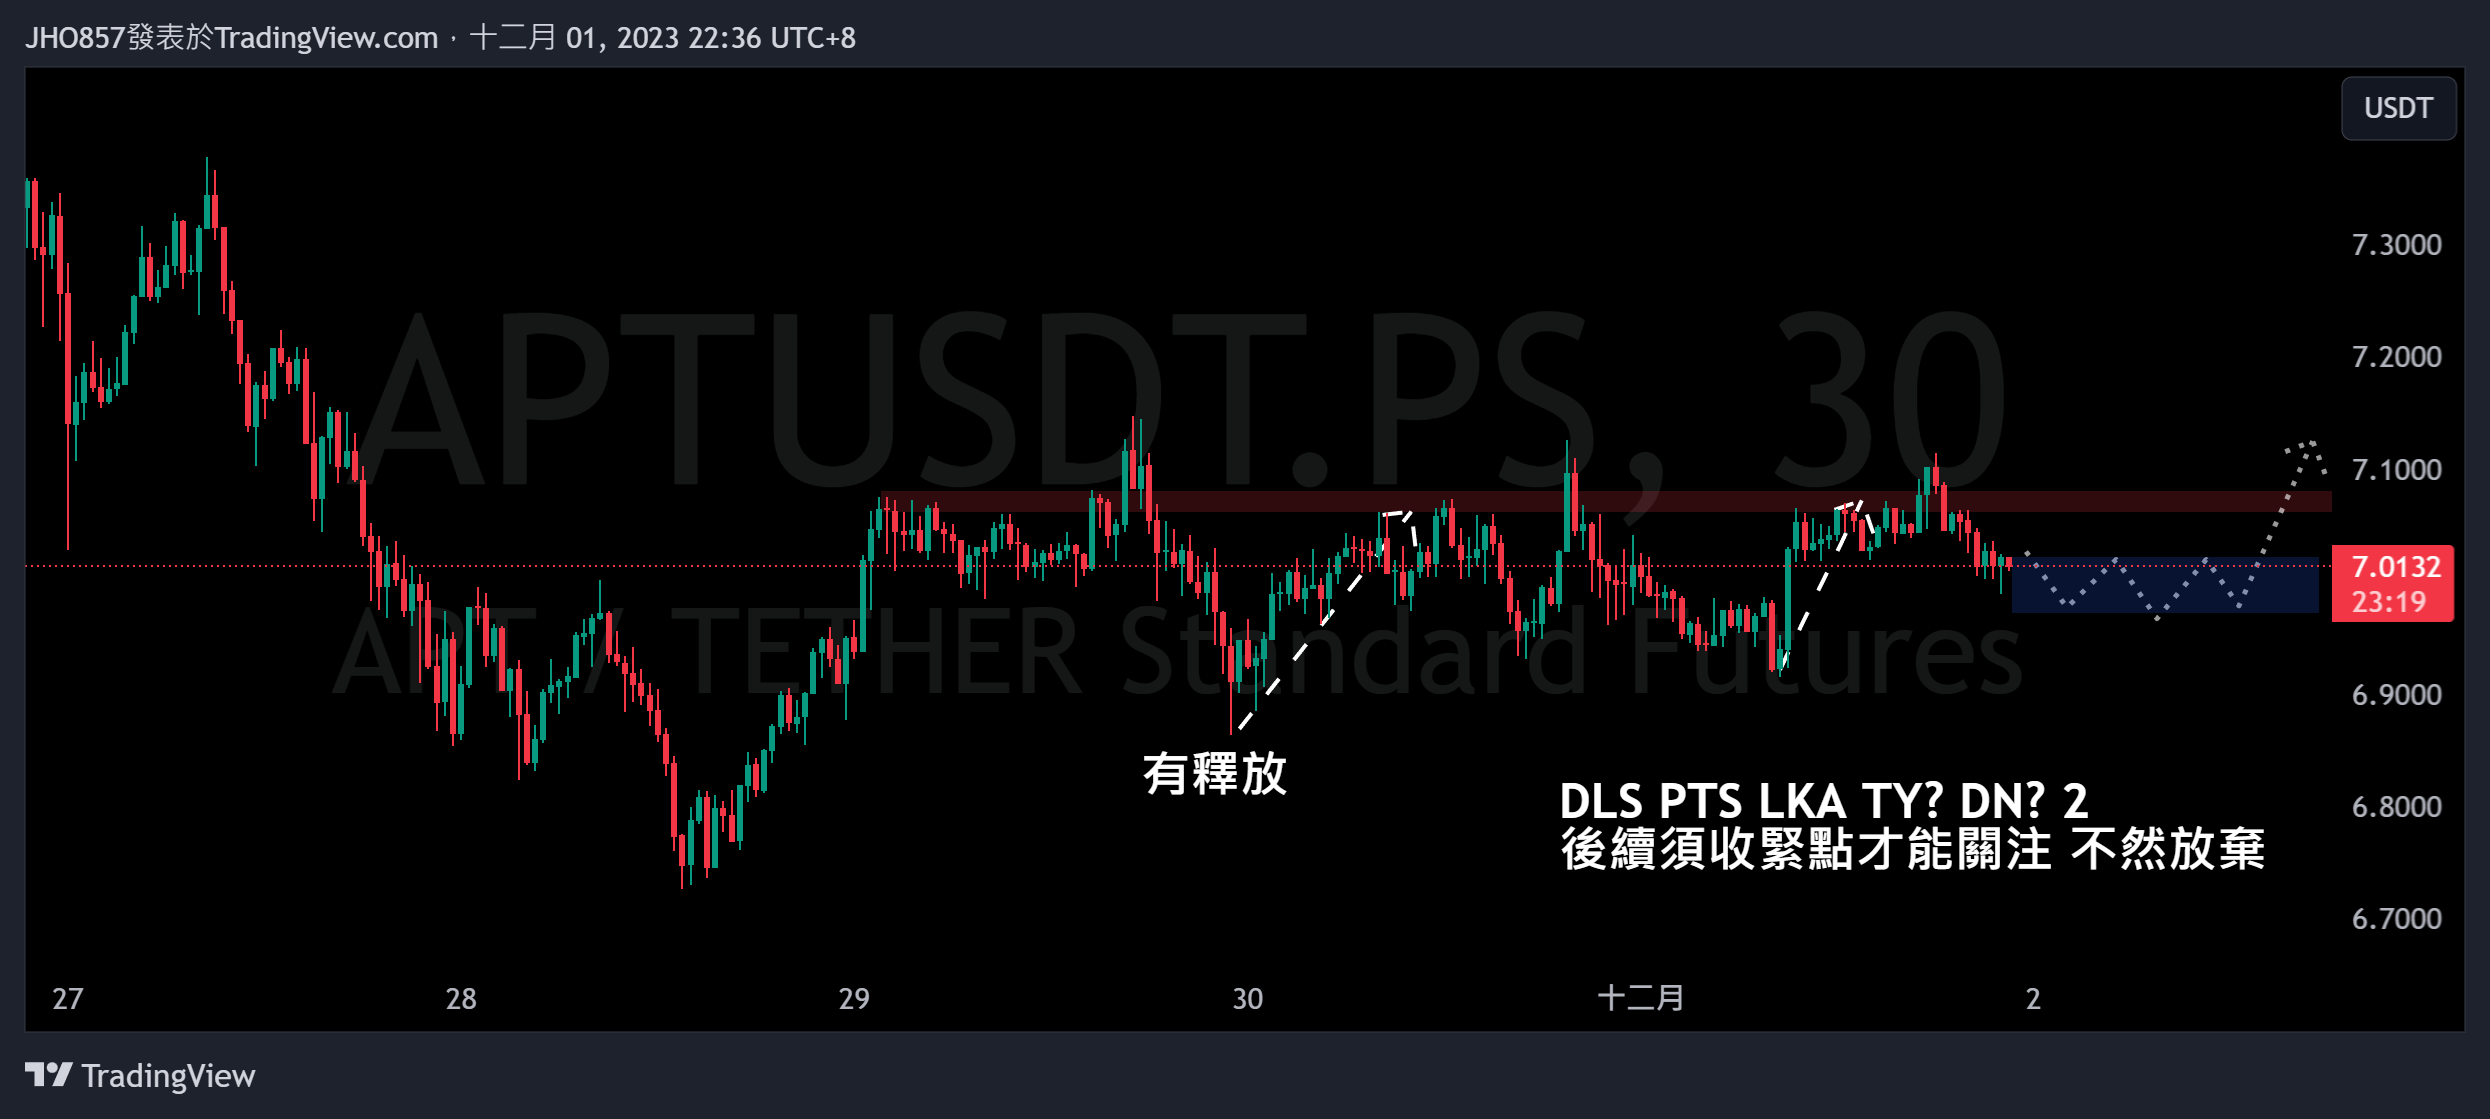 JHO857發表於TradingView.com，十二月 01, 2023 22:36 UTC+8
USDT
APTUSDT.PS, 30
APT / TETHER Standard Futures
7.3000
7.2000
7.1000
7.0132
23:19
6.9000
6.8000
6.7000
有釋放
DLS PTS LKA TY? DN? 2
後續須收緊點才能關注 不然放棄
27
28
29
30
十二月
2
TradingView